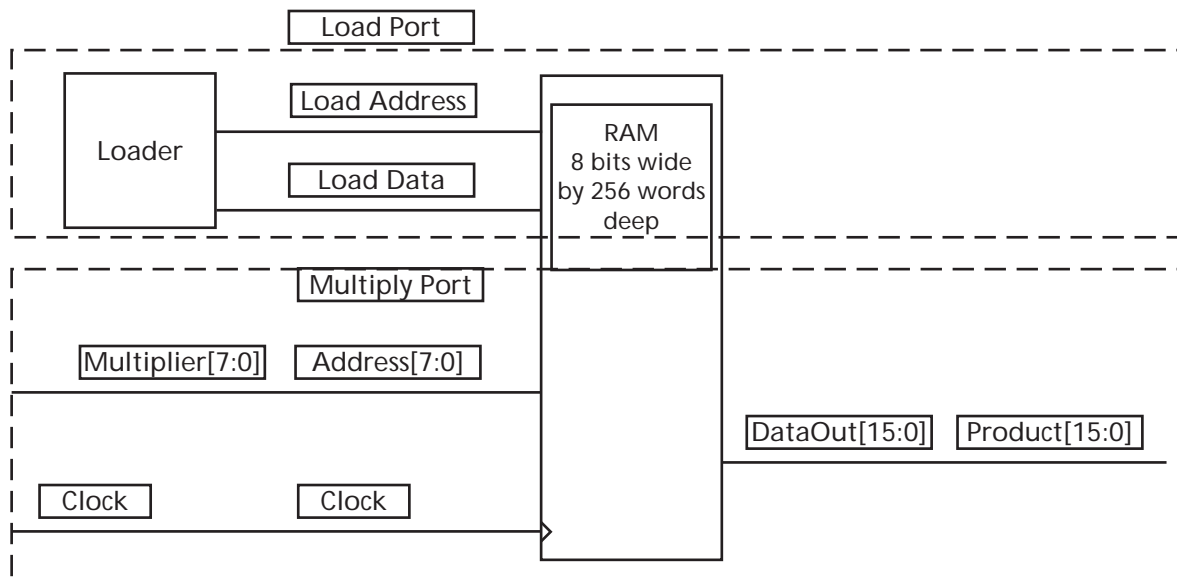 Load Port
Load Address
Loader
Load Data
RAM
8 bits wide
by 256 words
deep
Multiply Port
Multiplier[7:0]
Address[7:0]
DataOut[15:0]
Product[15:0]
Clock
Clock